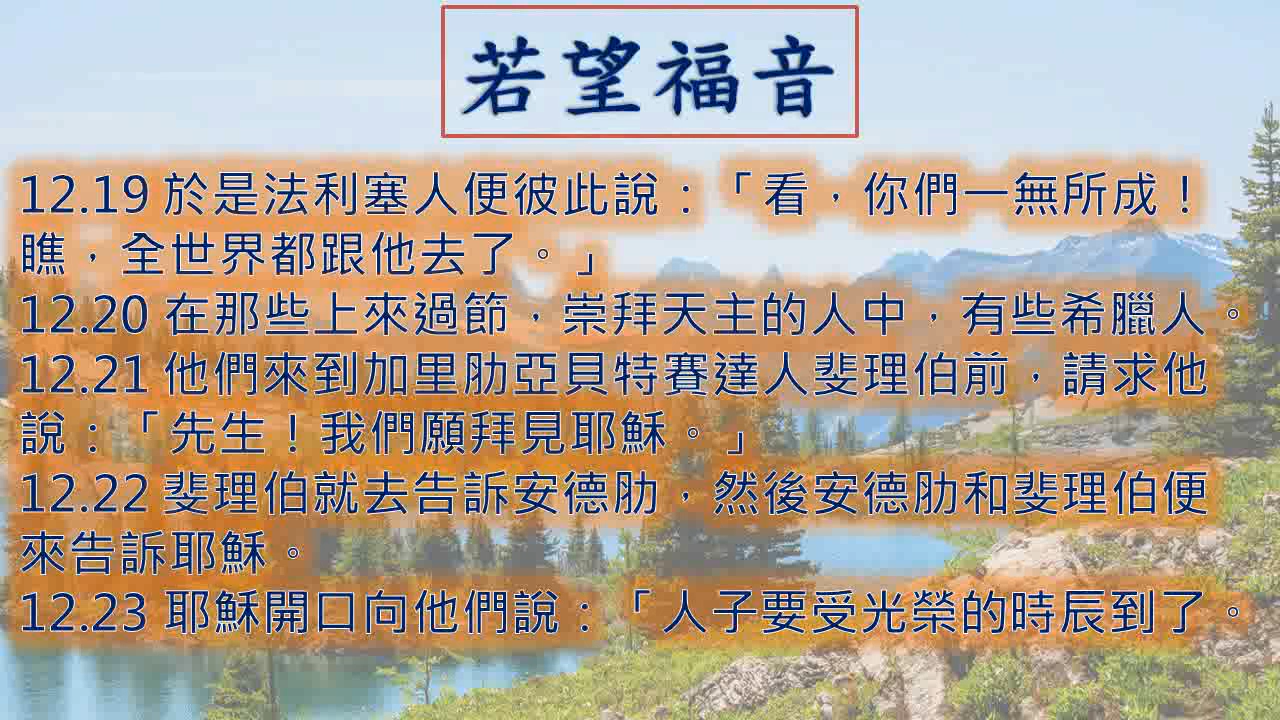 若望福音
12.19 於是法利塞人便彼此說：「看，你們一無所成！
瞧，全世界都跟他去了。」
12.20 在那些上來過節，崇拜天主的人中，有些希臘人。
12.21 他們來到加里肋亞貝特賽達人斐理伯前，請求他
說：「先生！我們願拜見耶穌。」
12.22 斐理伯就去告訴安德肋，然後安德肋和斐理伯便
來告訴耶穌。
12.23 耶穌開口向他們說：「人子要受光榮的時辰到了。